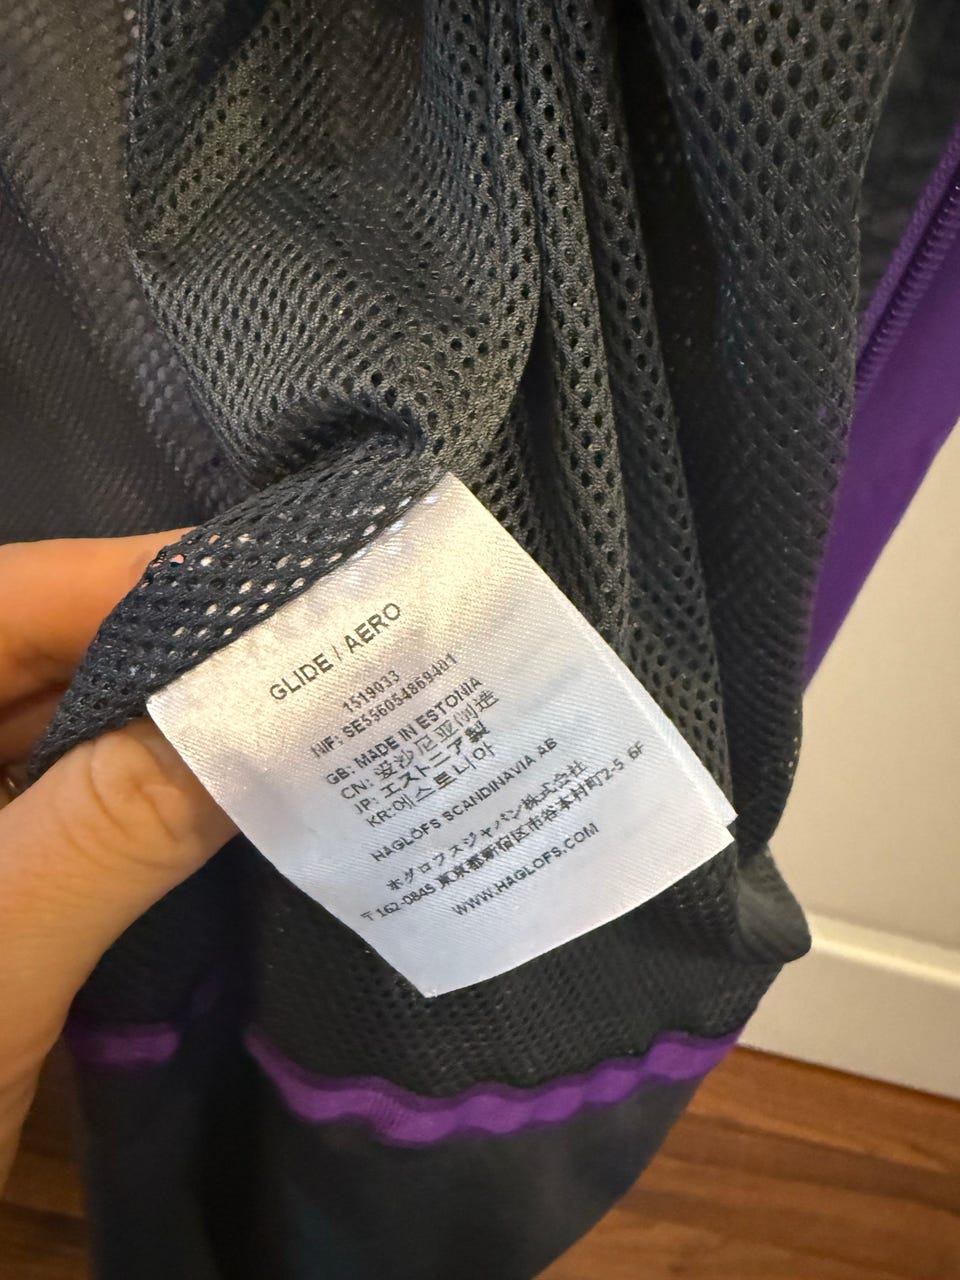 GLIDE / AERO
1519033
NIF: SE556054869401
GB: MADE IN ESTONIA
CN: 爱沙尼亚制造
JP: エストニア製
KR:에스토니아
HAGLÖFS SCANDINAVIA AB
ホグロフスジャパン株式会社
〒162-0845 東京都新宿区市谷本村町2-5 6F
WWW.HAGLOFS.COM